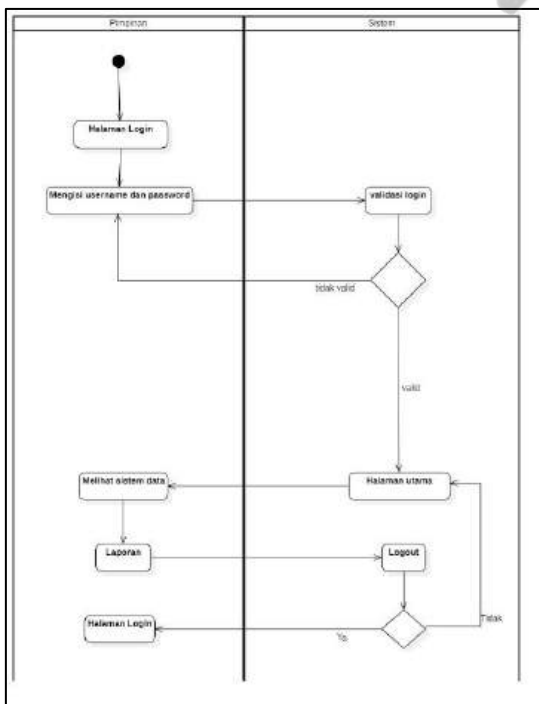 Pimpinan
Sistem
Halaman Login
Mengisi username dan password
validasi login
tidak valid
valid
Melihat sistem data
Halaman utama
Laporan
Logout
Halaman Login
Ya
Tidak